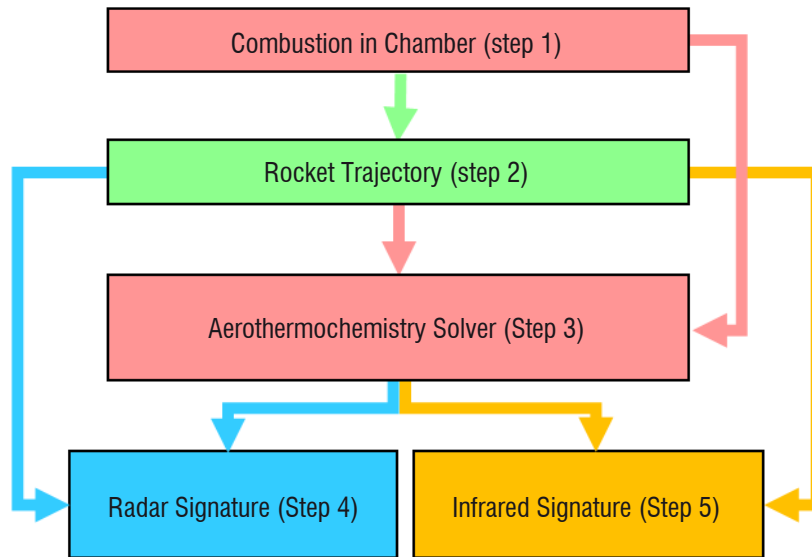 Combustion in Chamber (step 1)
Rocket Trajectory (step 2)
Aerothermochemistry Solver (Step 3)
Radar Signature (Step 4)
Infrared Signature (Step 5)